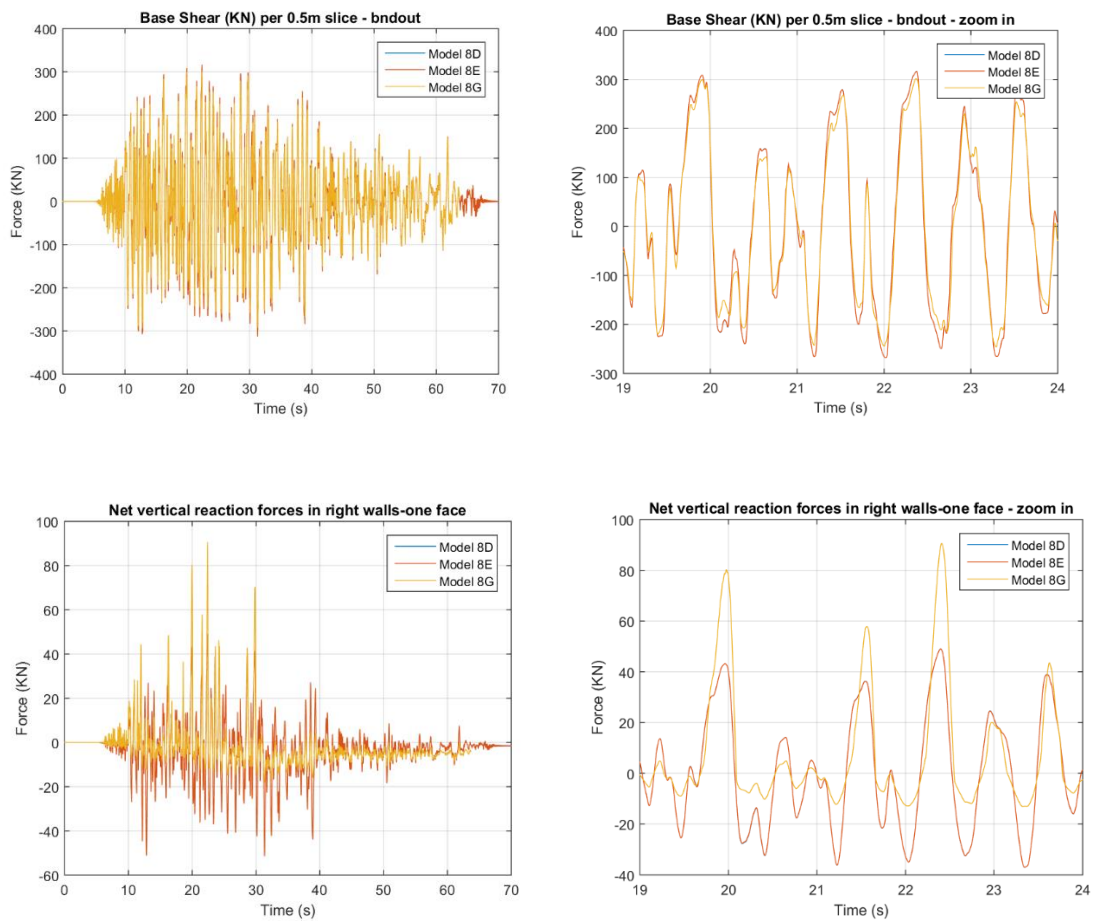 Base Shear (KN) per 0.5m slice - bndout
400
300
200
100
0
-100
-200
-300
-400
Force (KN)
Model 8D
Model 8E
Model 8G
0 10 20 30 40 50 60 70
Time (s)
Base Shear (KN) per 0.5m slice - bndout - zoom in
400
300
200
100
0
-100
-200
-300
Force (KN)
Model 8D
Model 8E
Model 8G
19 20 21 22 23 24
Time (s)
Net vertical reaction forces in right walls-one face
100
80
60
40
20
0
-20
-40
-60
Force (KN)
Model 8D
Model 8E
Model 8G
0 10 20 30 40 50 60 70
Time (s)
Net vertical reaction forces in right walls-one face - zoom in
100
80
60
40
20
0
-20
-40
Force (KN)
Model 8D
Model 8E
Model 8G
19 20 21 22 23 24
Time (s)